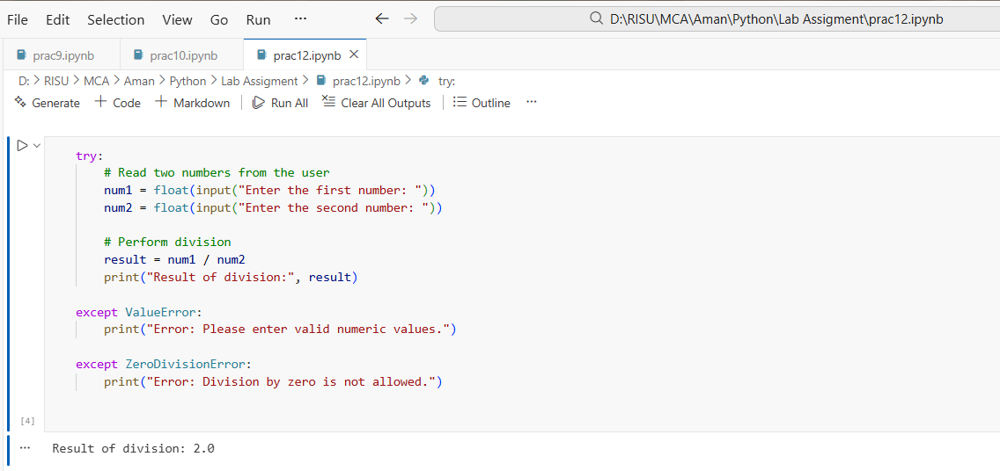 File Edit Selection View Go Run ... D:\RISU\MCA\Aman\Python\Lab Assigment\prac12.ipynb
prac9.ipynb prac10.ipynb prac12.ipynb
D: > RISU > MCA > Aman > Python > Lab Assigment > prac12.ipynb > try:
Generate + Code + Markdown Run All Clear All Outputs Outline ...
try:
    # Read two numbers from the user
    num1 = float(input("Enter the first number: "))
    num2 = float(input("Enter the second number: "))
    # Perform division
    result = num1 / num2
    print("Result of division:", result)
except ValueError:
    print("Error: Please enter valid numeric values.")
except ZeroDivisionError:
    print("Error: Division by zero is not allowed.")
[4]
... Result of division: 2.0